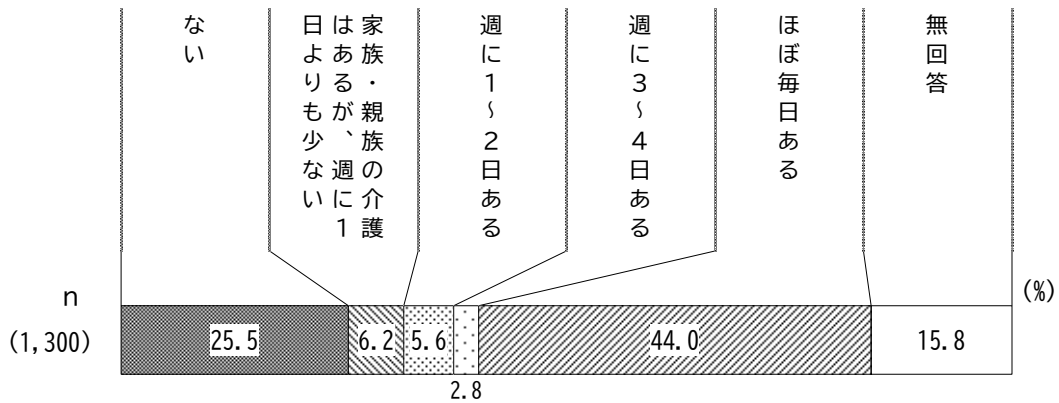 ない
家族・親族の介護
はあるが、週に1
日よりも少ない
週に1~2日ある
週に3~4日ある
ほぼ毎日ある
無回答
n
(%)
(1,300)
25.5
6.2
5.6
44.0
15.8
2.8